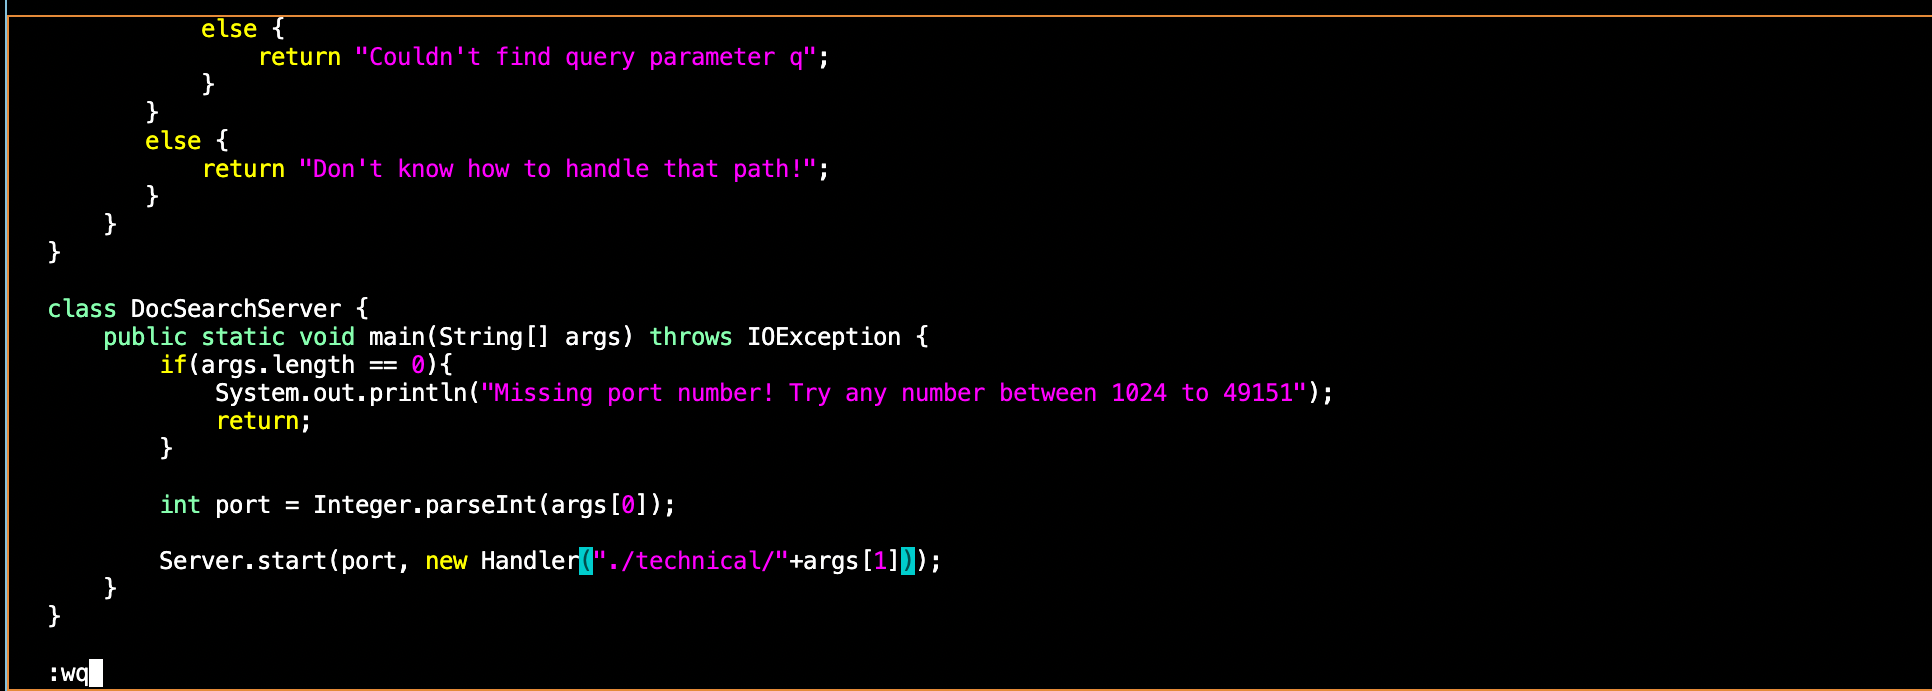 else {
return "Couldn't find query parameter q";
}
}
else {
return "Don't know how to handle that path!";
}
}
}
class DocSearchServer {
public static void main(String[] args) throws IOException {
if(args.length == 0){
System.out.println("Missing port number! Try any number between 1024 to 49151");
return;
}
int port = Integer.parseInt(args[0]);
Server.start(port, new Handler("./technical/"+args[1]));
}
}
:wq